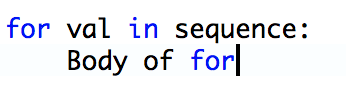 for val in sequence:
    Body of for